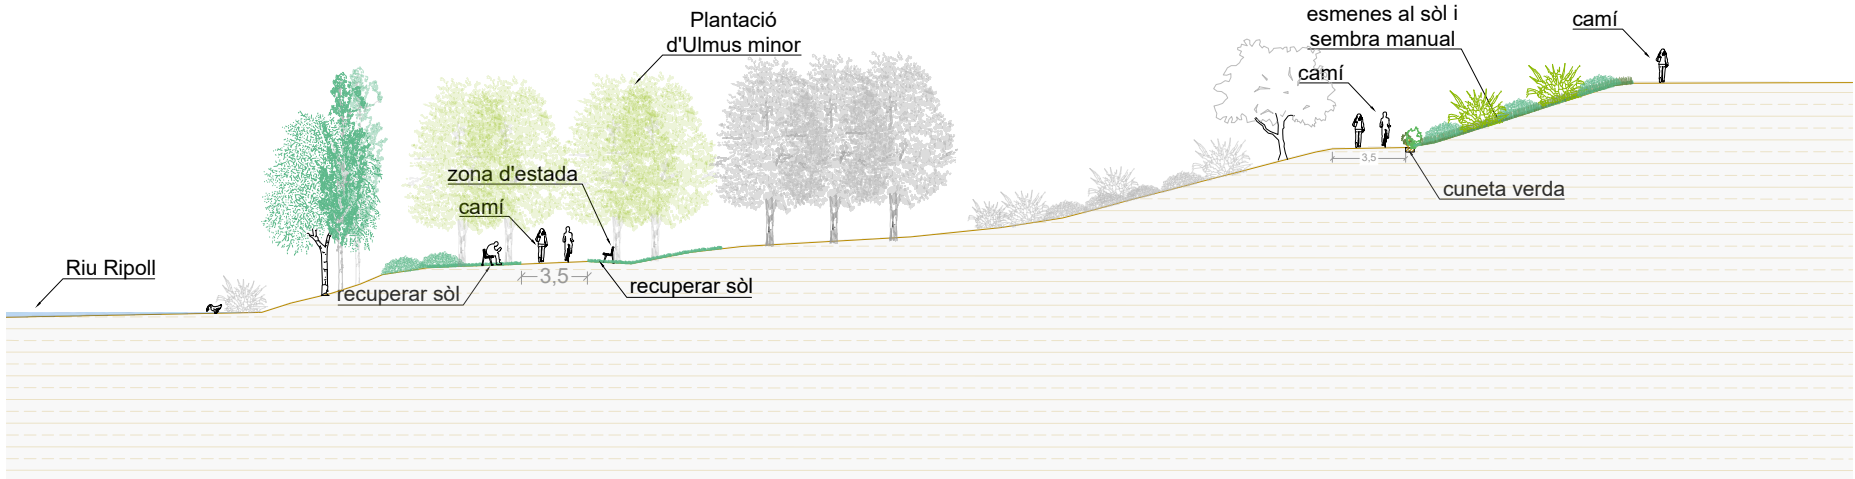 Plantació
d'Ulmus minor
esmenes al sòl i
sembra manual
camí
camí
zona d'estada
camí
cuneta verda
3,5
Riu Ripoll
recuperar sòl
3,5
recuperar sòl